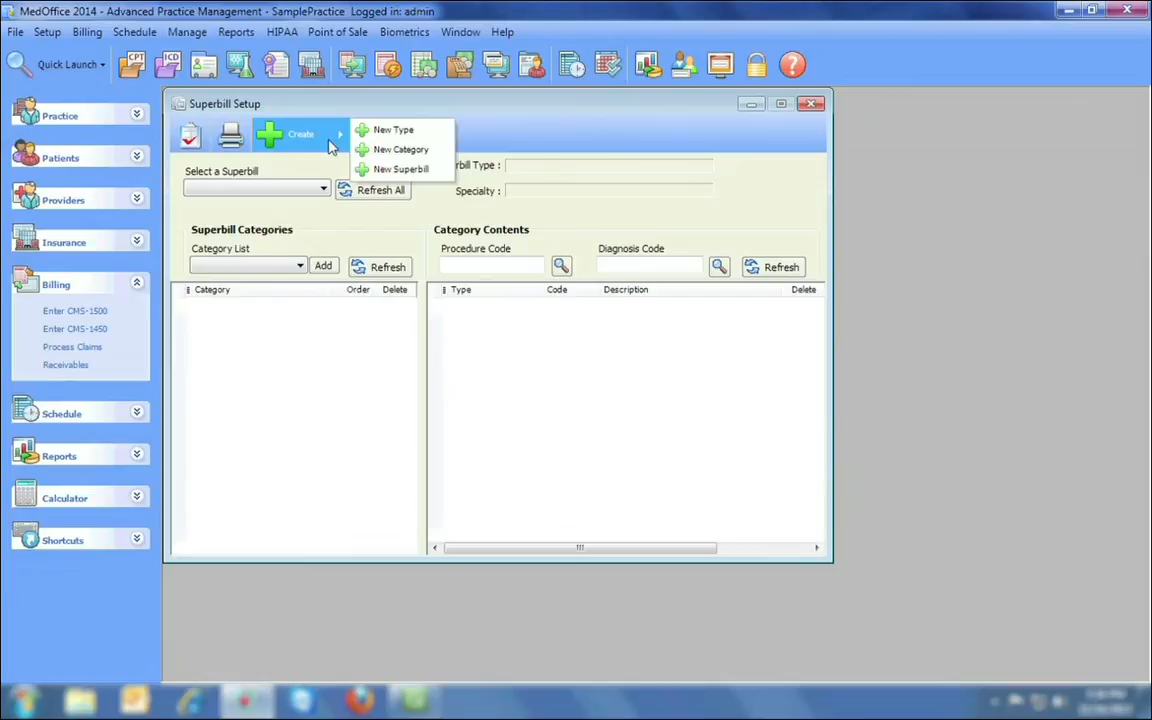 MedOffice 2014 - Advanced Practice Management - SamplePractice Logged in: admin
File Setup Billing Schedule Manage Reports HIPAA Point of Sale Biometrics Window Help
Quick Launch CPT ICD
Practice
Patients
Providers
Insurance
Billing
Enter CMS-1500
Enter CMS-1450
Process Claims
Receivables
Schedule
Reports
Calculator
Shortcuts
Superbill Setup
Create
New Type
New Category
New Superbill
Select a Superbill
Refresh All
rbill Type :
Specialty :
Superbill Categories
Category List
Add
Refresh
Category Order Delete
Category Contents
Procedure Code Diagnosis Code
Refresh
Type Code Description Delete